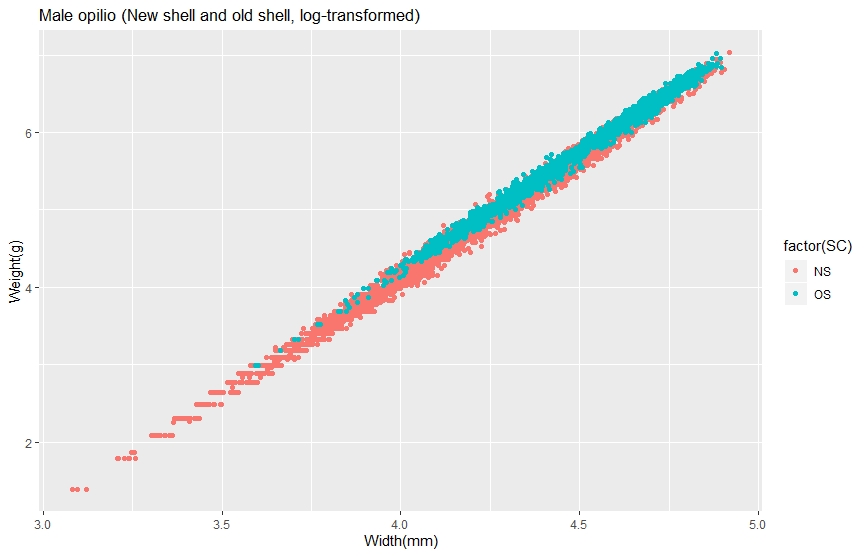 Male opilio (New shell and old shell, log-transformed)
6
4
2
Weight(g)
3.0 3.5 4.0 4.5 5.0
Width(mm)
factor(SC)
NS
OS